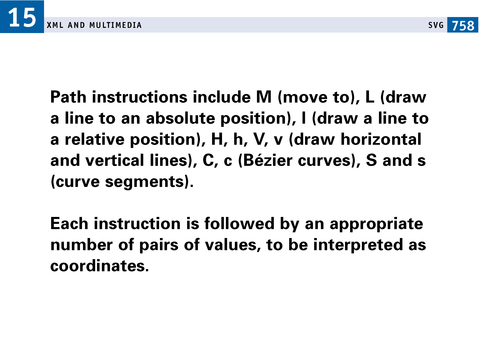 15
XML AND MULTIMEDIA
SVG 758
Path instructions include M (move to), L (draw
a line to an absolute position), l (draw a line to
a relative position), H, h, V, v (draw horizontal
and vertical lines), C, c (Bézier curves), S and s
(curve segments).
Each instruction is followed by an appropriate
number of pairs of values, to be interpreted as
coordinates.